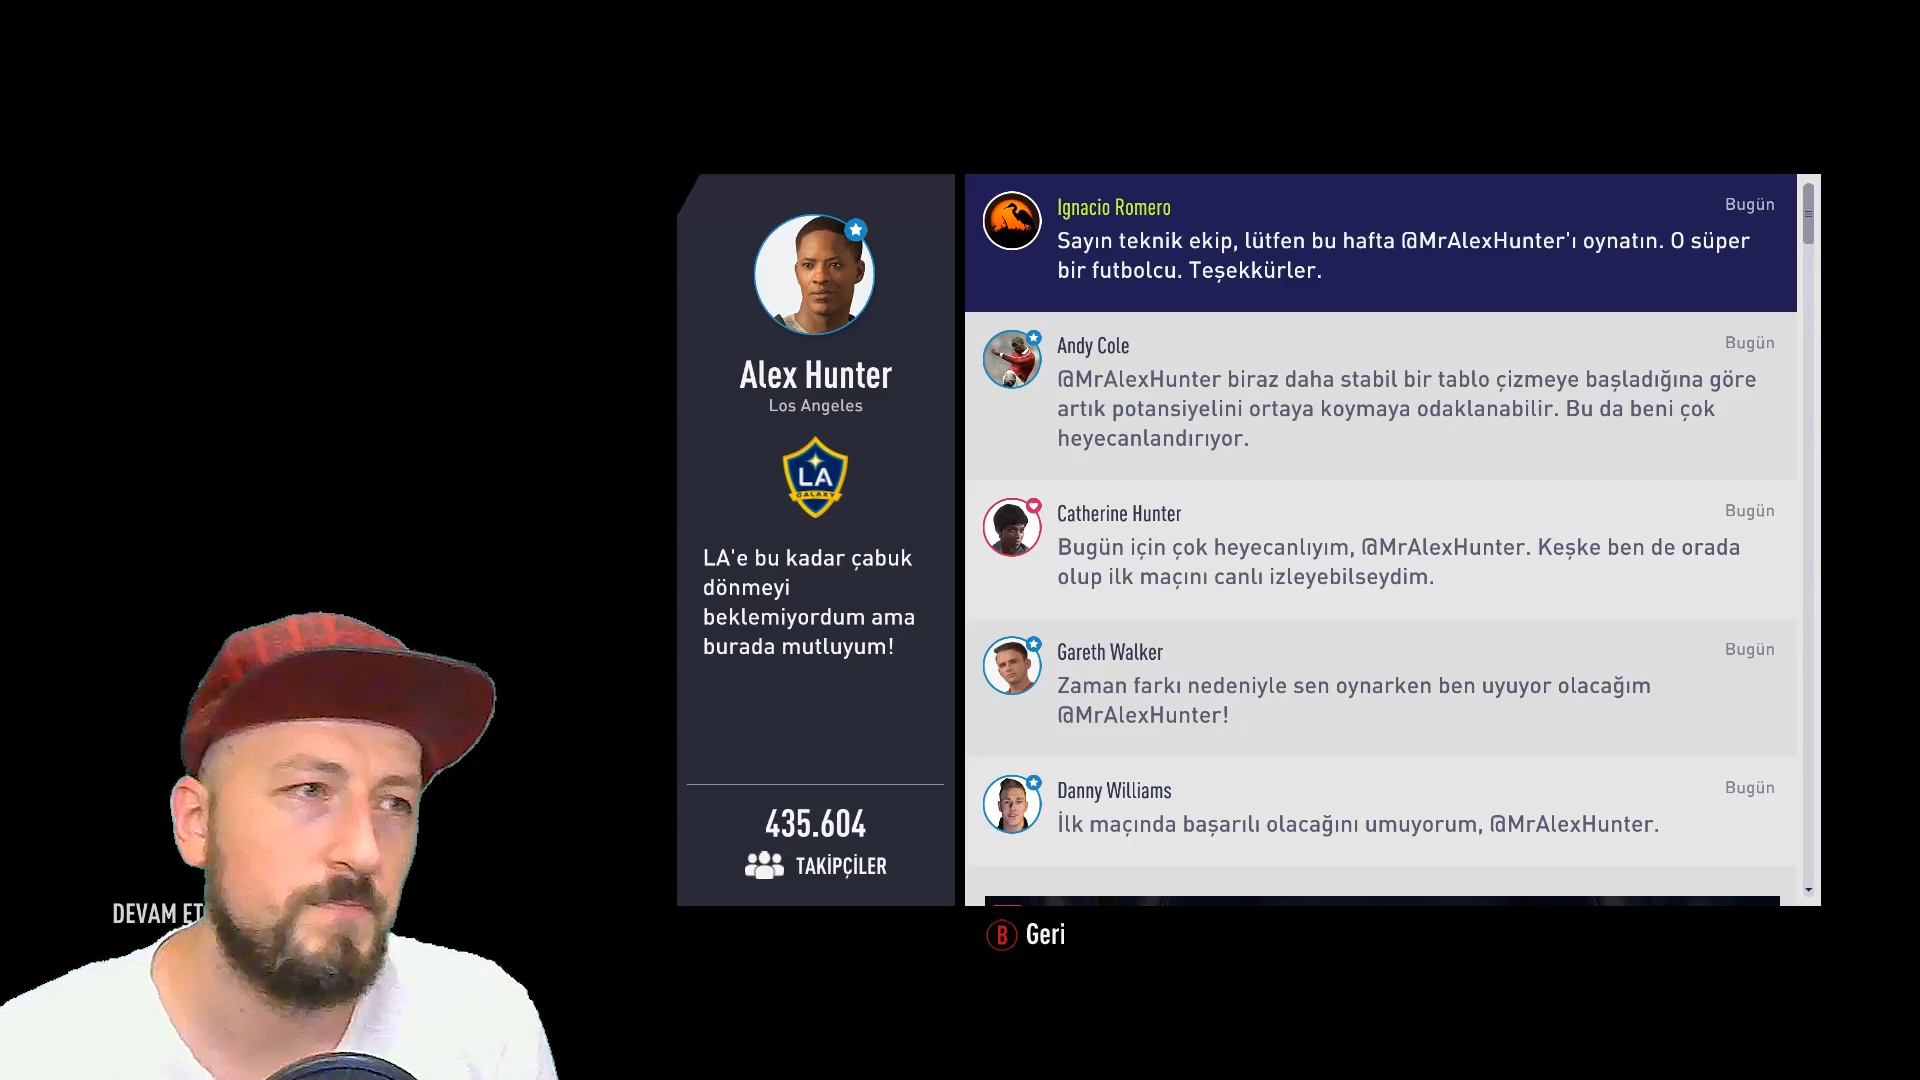 Alex Hunter
Los Angeles
LA
GALAXY
LA'e bu kadar çabuk
dönmeyi
beklemiyordum ama
burada mutluyum!
435.604
TAKİPÇİLER
Ignacio Romero
Bugün
Sayın teknik ekip, lütfen bu hafta @MrAlexHunter'ı oynatın. O süper
bir futbolcu. Teşekkürler.
Andy Cole
Bugün
@MrAlexHunter biraz daha stabil bir tablo çizmeye başladığına göre
artık potansiyelini ortaya koymaya odaklanabilir. Bu da beni çok
heyecanlandırıyor.
Catherine Hunter
Bugün
Bugün için çok heyecanlıyım, @MrAlexHunter. Keşke ben de orada
olup ilk maçını canlı izleyebilseydim.
Gareth Walker
Bugün
Zaman farkı nedeniyle sen oynarken ben uyuyor olacağım
@MrAlexHunter!
Danny Williams
Bugün
İlk maçında başarılı olacağını umuyorum, @MrAlexHunter.
DEVAM ET
B Geri